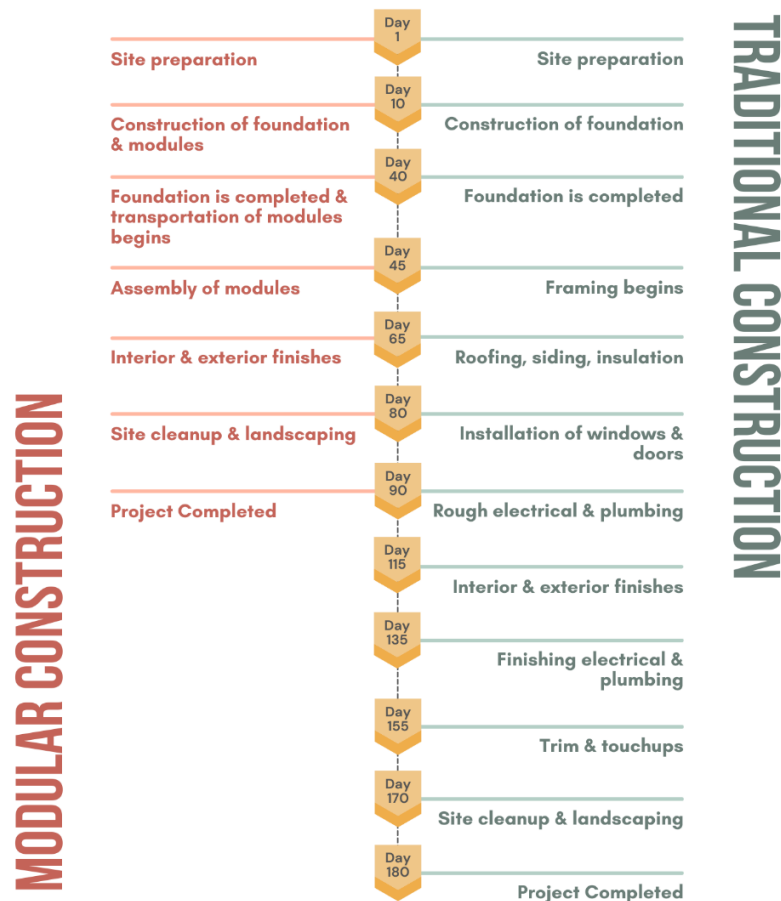 MODULAR CONSTRUCTION
TRADITIONAL CONSTRUCTION
Day
1
Site preparation
Site preparation
Day
10
Construction of foundation
& modules
Construction of foundation
Day
40
Foundation is completed &
transportation of modules
begins
Foundation is completed
Day
45
Assembly of modules
Framing begins
Day
65
Interior & exterior finishes
Roofing, siding, insulation
Day
80
Site cleanup & landscaping
Installation of windows &
doors
Day
90
Project Completed
Rough electrical & plumbing
Day
115
Interior & exterior finishes
Day
135
Finishing electrical &
plumbing
Day
155
Trim & touchups
Day
170
Site cleanup & landscaping
Day
180
Project Completed